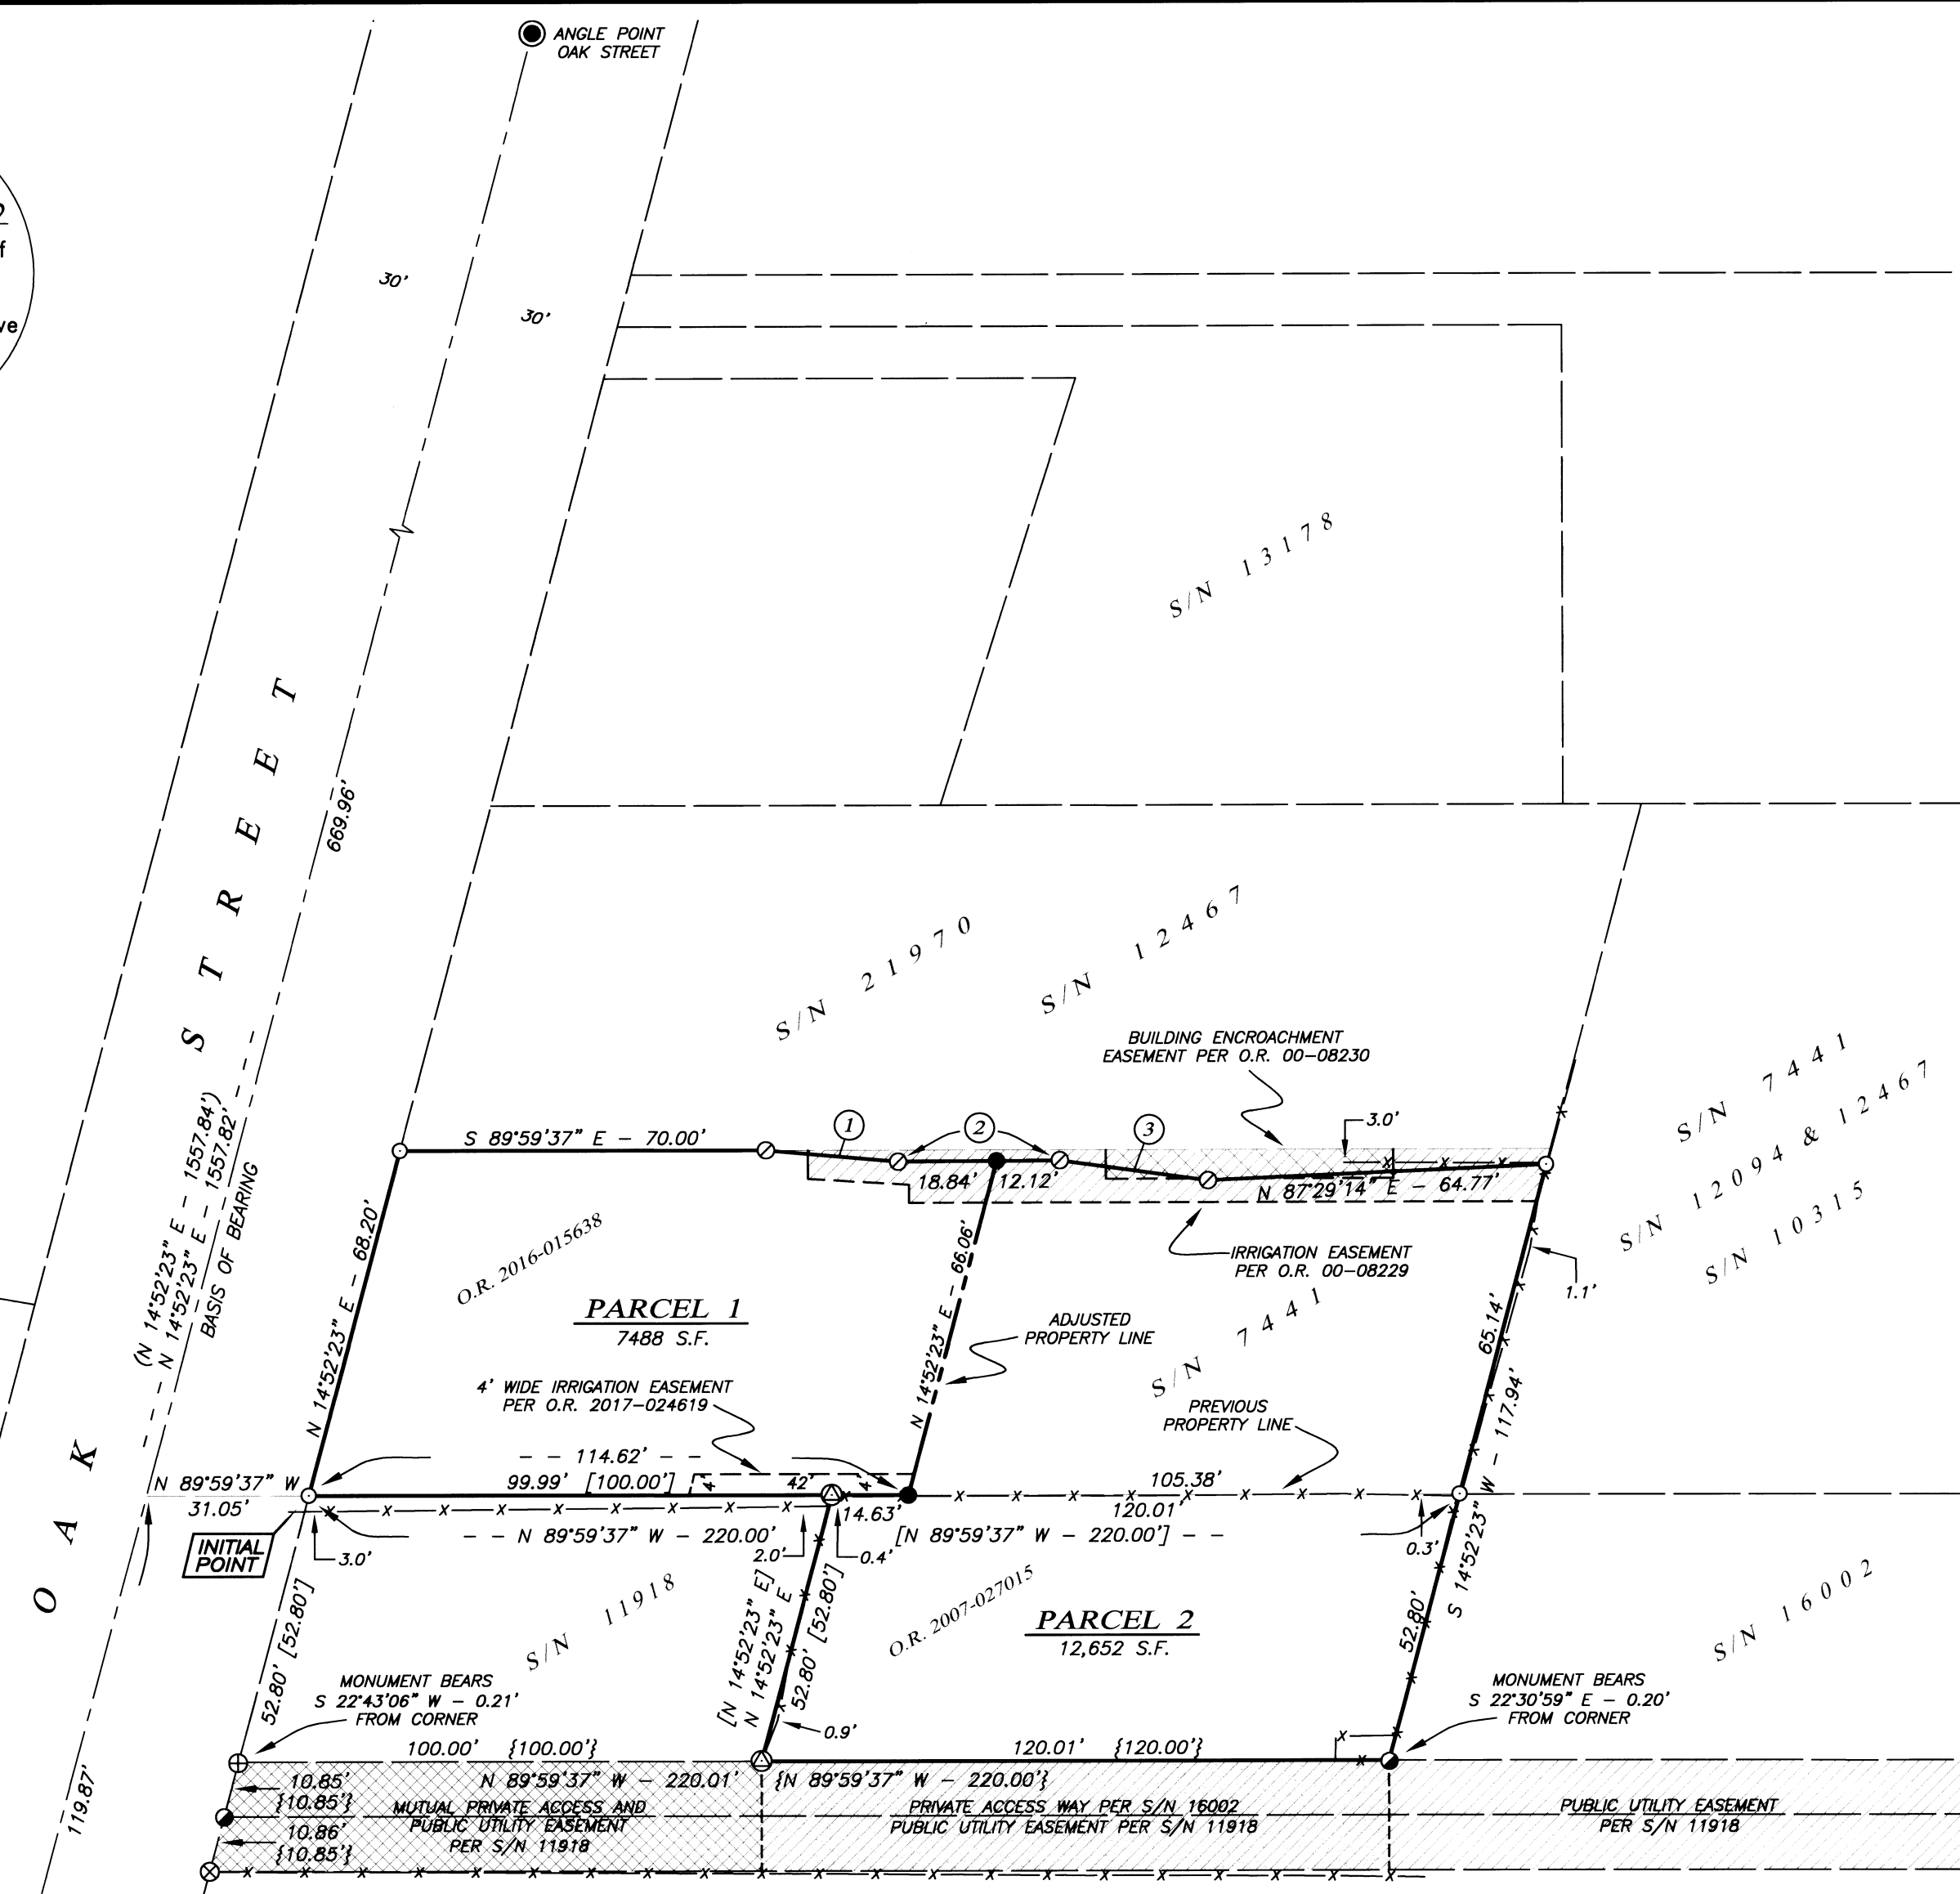 ANGLE POINT
OAK STREET
f
ve
30'
30'
S/N 13178
669.96'
OAK STREET
S/N 21970
S/N 12467
BUILDING ENCROACHMENT
EASEMENT PER O.R. 00-08230
S/N 7441
S/N 12094 & 12467
S/N 10315
(N 14°52'23" E - 1557.84')
N 14°52'23" E - 1557.82'
BASIS OF BEARING
S 89°59'37" E - 70.00'
1
2
3
3.0'
18.84'
12.12'
N 87°29'14" E - 64.77'
N 14°52'23" E - 68.20'
O.R. 2016-015638
N 14°52'23" E - 66.06'
IRRIGATION EASEMENT
PER O.R. 00-08229
1.1'
PARCEL 1
7488 S.F.
ADJUSTED
PROPERTY LINE
S/N 7441
65.14'
4' WIDE IRRIGATION EASEMENT
PER O.R. 2017-024619
PREVIOUS
PROPERTY LINE
S 14°52'23" W - 117.94'
- - 114.62' - -
N 89°59'37" W
31.05'
99.99' [100.00']
4'
42'
4'
14.63'
105.38'
120.01'
- - N 89°59'37" W - 220.00'
[N 89°59'37" W - 220.00'] - -
INITIAL
POINT
3.0'
2.0'
0.4'
0.3'
S/N 11918
[N 14°52'23" E]
N 14°52'23" E
52.80' [52.80']
O.R. 2007-027015
PARCEL 2
12,652 S.F.
52.80'
S/N 16002
52.80' [52.80']
MONUMENT BEARS
S 22°43'06" W - 0.21'
FROM CORNER
0.9'
MONUMENT BEARS
S 22°30'59" E - 0.20'
FROM CORNER
100.00' {100.00'}
120.01' {120.00'}
N 89°59'37" W - 220.01' {N 89°59'37" W - 220.00'}
10.85'
{10.85'}
10.86'
{10.85'}
119.87'
MUTUAL PRIVATE ACCESS AND
PUBLIC UTILITY EASEMENT
PER S/N 11918
PRIVATE ACCESS WAY PER S/N 16002
PUBLIC UTILITY EASEMENT PER S/N 11918
PUBLIC UTILITY EASEMENT
PER S/N 11918